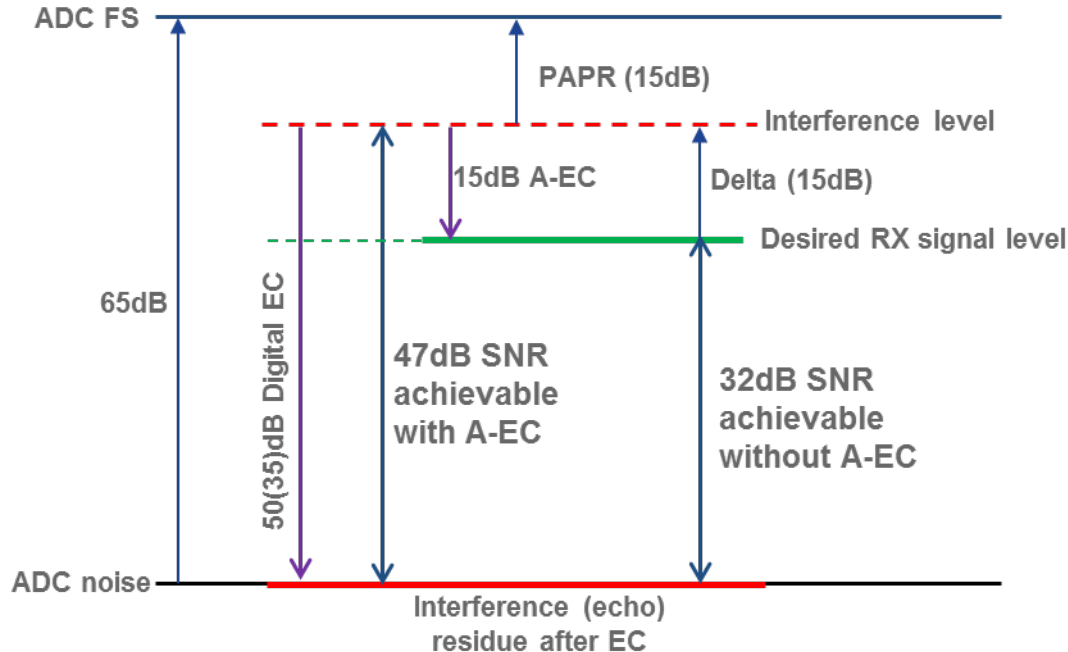 ADC FS
PAPR (15dB)
Interference level
15dB A-EC
Delta (15dB)
Desired RX signal level
65dB
50(35)dB Digital EC
47dB SNR
achievable
with A-EC
32dB SNR
achievable
without A-EC
ADC noise
Interference (echo)
residue after EC